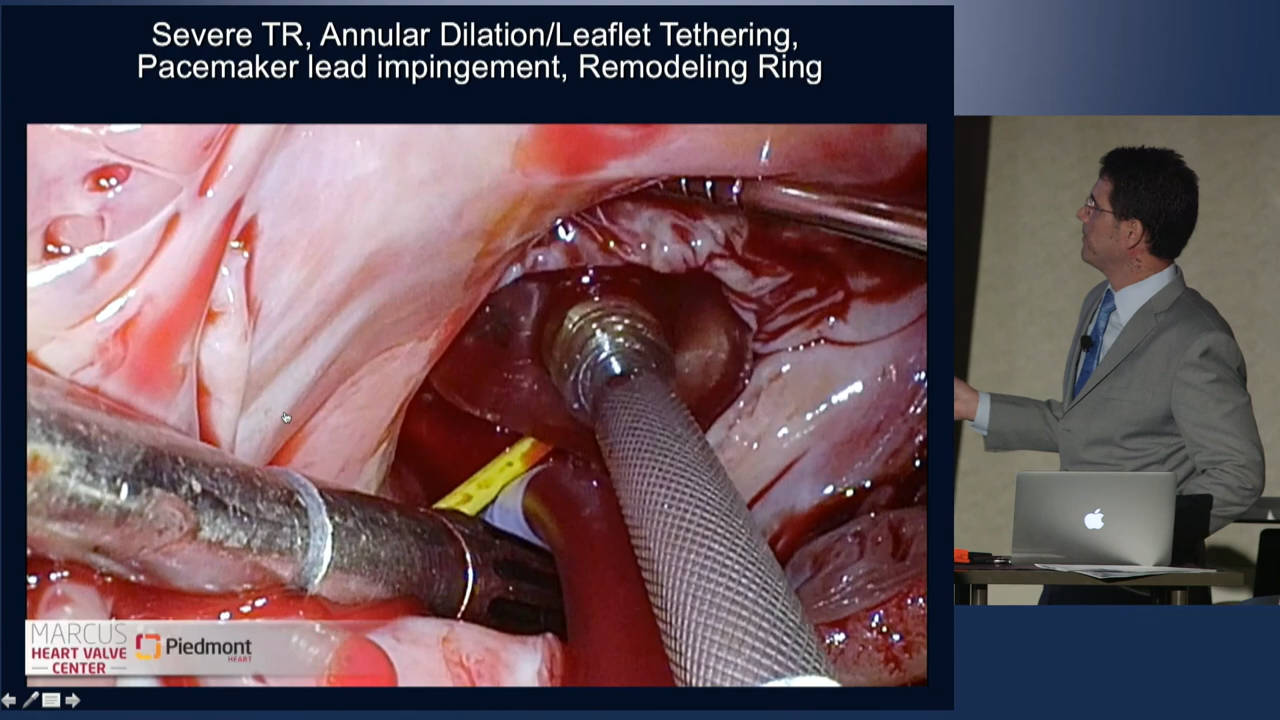 Severe TR, Annular Dilation/Leaflet Tethering,
Pacemaker lead impingement, Remodeling Ring
MARCUS
HEART VALVE
CENTER
Piedmont
HEART